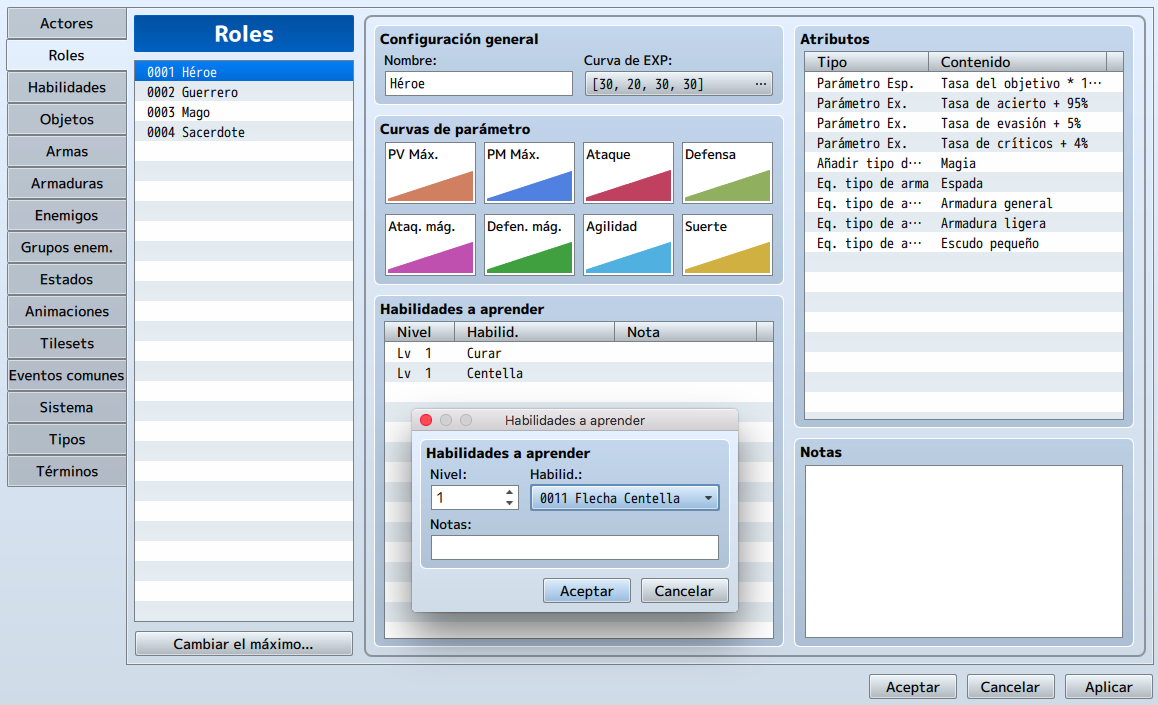 Actores
Roles
Habilidades
Objetos
Armas
Armaduras
Enemigos
Grupos enem.
Estados
Animaciones
Tilesets
Eventos comunes
Sistema
Tipos
Términos
Roles
0001 Héroe
0002 Guerrero
0003 Mago
0004 Sacerdote
Cambiar el máximo...
Configuración general
Nombre:
Héroe
Curva de EXP:
[30, 20, 30, 30] ...
Curvas de parámetro
PV Máx. PM Máx. Ataque Defensa
Ataq. mág. Defen. mág. Agilidad Suerte
Habilidades a aprender
Nivel Habilid. Nota
Lv 1 Curar
Lv 1 Centella
Habilidades a aprender
Habilidades a aprender
Nivel: Habilid.:
1 0011 Flecha Centella
Notas:
Aceptar Cancelar
Atributos
Tipo Contenido
Parámetro Esp. Tasa del objetivo * 1...
Parámetro Ex. Tasa de acierto + 95%
Parámetro Ex. Tasa de evasión + 5%
Parámetro Ex. Tasa de críticos + 4%
Añadir tipo d... Magia
Eq. tipo de arma Espada
Eq. tipo de a... Armadura general
Eq. tipo de a... Armadura ligera
Eq. tipo de a... Escudo pequeño
Notas
Aceptar Cancelar Aplicar